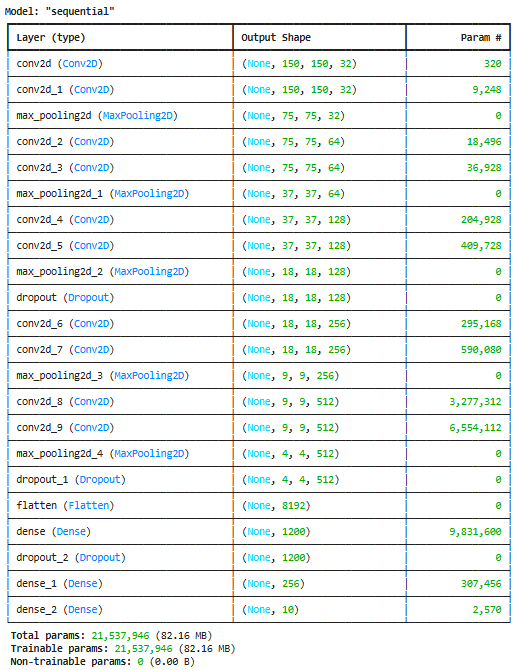 Model: "sequential"
Layer (type) Output Shape Param #
conv2d (Conv2D) (None, 150, 150, 32) 320
conv2d_1 (Conv2D) (None, 150, 150, 32) 9,248
max_pooling2d (MaxPooling2D) (None, 75, 75, 32) 0
conv2d_2 (Conv2D) (None, 75, 75, 64) 18,496
conv2d_3 (Conv2D) (None, 75, 75, 64) 36,928
max_pooling2d_1 (MaxPooling2D) (None, 37, 37, 64) 0
conv2d_4 (Conv2D) (None, 37, 37, 128) 204,928
conv2d_5 (Conv2D) (None, 37, 37, 128) 409,728
max_pooling2d_2 (MaxPooling2D) (None, 18, 18, 128) 0
dropout (Dropout) (None, 18, 18, 128) 0
conv2d_6 (Conv2D) (None, 18, 18, 256) 295,168
conv2d_7 (Conv2D) (None, 18, 18, 256) 590,080
max_pooling2d_3 (MaxPooling2D) (None, 9, 9, 256) 0
conv2d_8 (Conv2D) (None, 9, 9, 512) 3,277,312
conv2d_9 (Conv2D) (None, 9, 9, 512) 6,554,112
max_pooling2d_4 (MaxPooling2D) (None, 4, 4, 512) 0
dropout_1 (Dropout) (None, 4, 4, 512) 0
flatten (Flatten) (None, 8192) 0
dense (Dense) (None, 1200) 9,831,600
dropout_2 (Dropout) (None, 1200) 0
dense_1 (Dense) (None, 256) 307,456
dense_2 (Dense) (None, 10) 2,570
Total params: 21,537,946 (82.16 MB)
Trainable params: 21,537,946 (82.16 MB)
Non-trainable params: 0 (0.00 B)